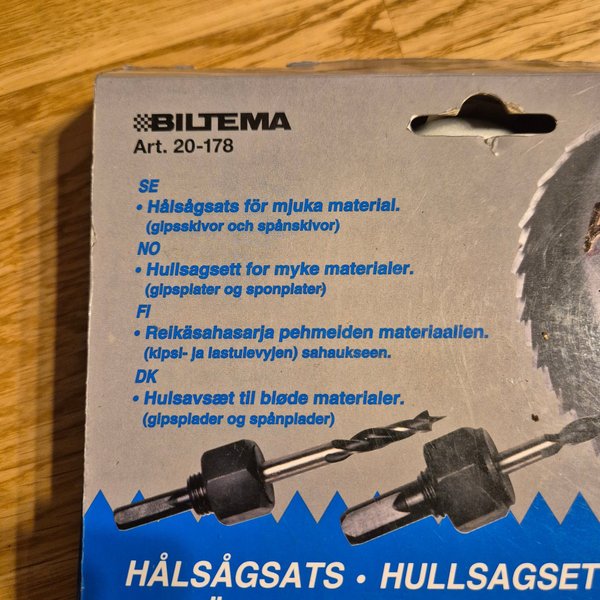 BILTEMA
Art. 20-178
SE
• Hålsågsats för mjuka material.
(gipsskivor och spånskivor)
NO
• Hullsagsett for myke materialer.
(gipsplater og sponplater)
FI
• Reikäsahasarja pehmeiden materiaalien.
(kipsi- ja lastulevyjen) sahaukseen.
DK
• Hulsavsæt til bløde materialer.
(gipsplader og spånplader)
HÅLSÅGSATS • HULLSAGSETT